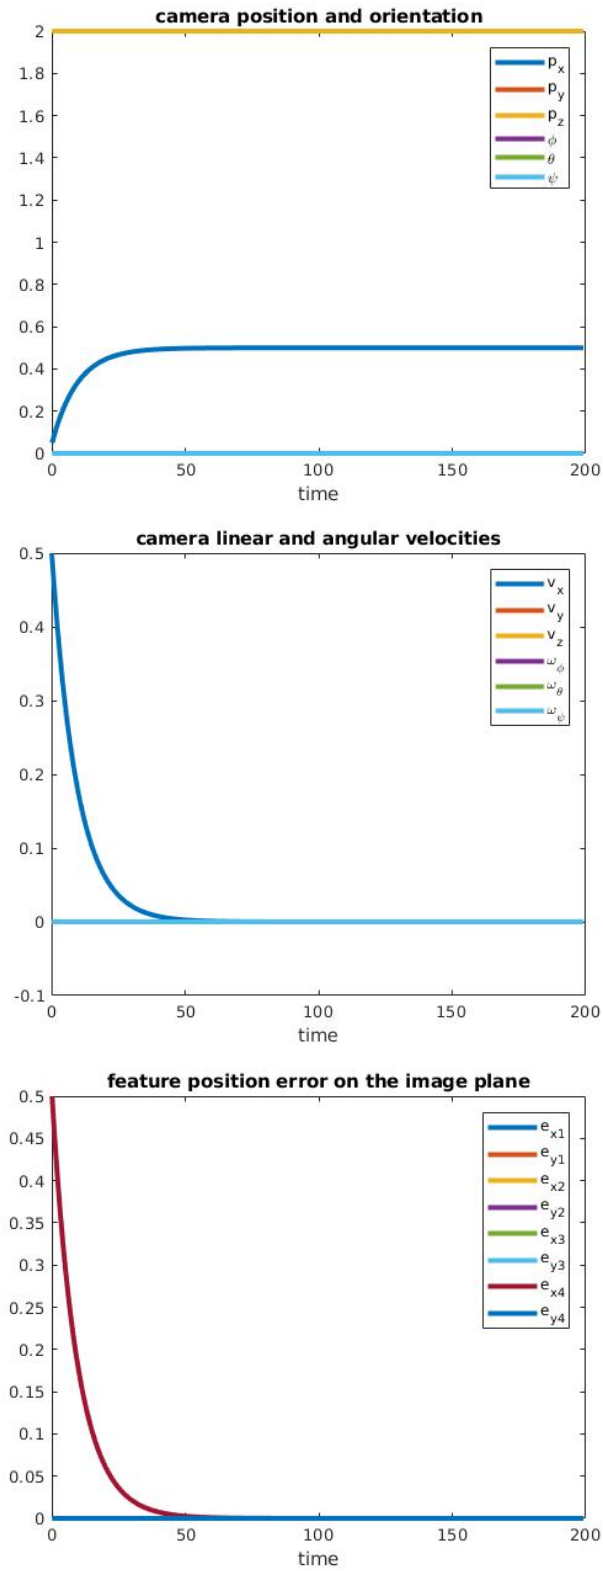 camera position and orientation
2
1.8
1.6
1.4
1.2
1
0.8
0.6
0.4
0.2
0
p_x
p_y
p_z
ϕ
θ
ψ
0 50 100 150 200
time
camera linear and angular velocities
0.5
0.4
0.3
0.2
0.1
0
-0.1
v_x
v_y
v_z
ω_ϕ
ω_θ
ω_ψ
0 50 100 150 200
time
feature position error on the image plane
0.5
0.45
0.4
0.35
0.3
0.25
0.2
0.15
0.1
0.05
0
e_x1
e_y1
e_x2
e_y2
e_x3
e_y3
e_x4
e_y4
0 50 100 150 200
time